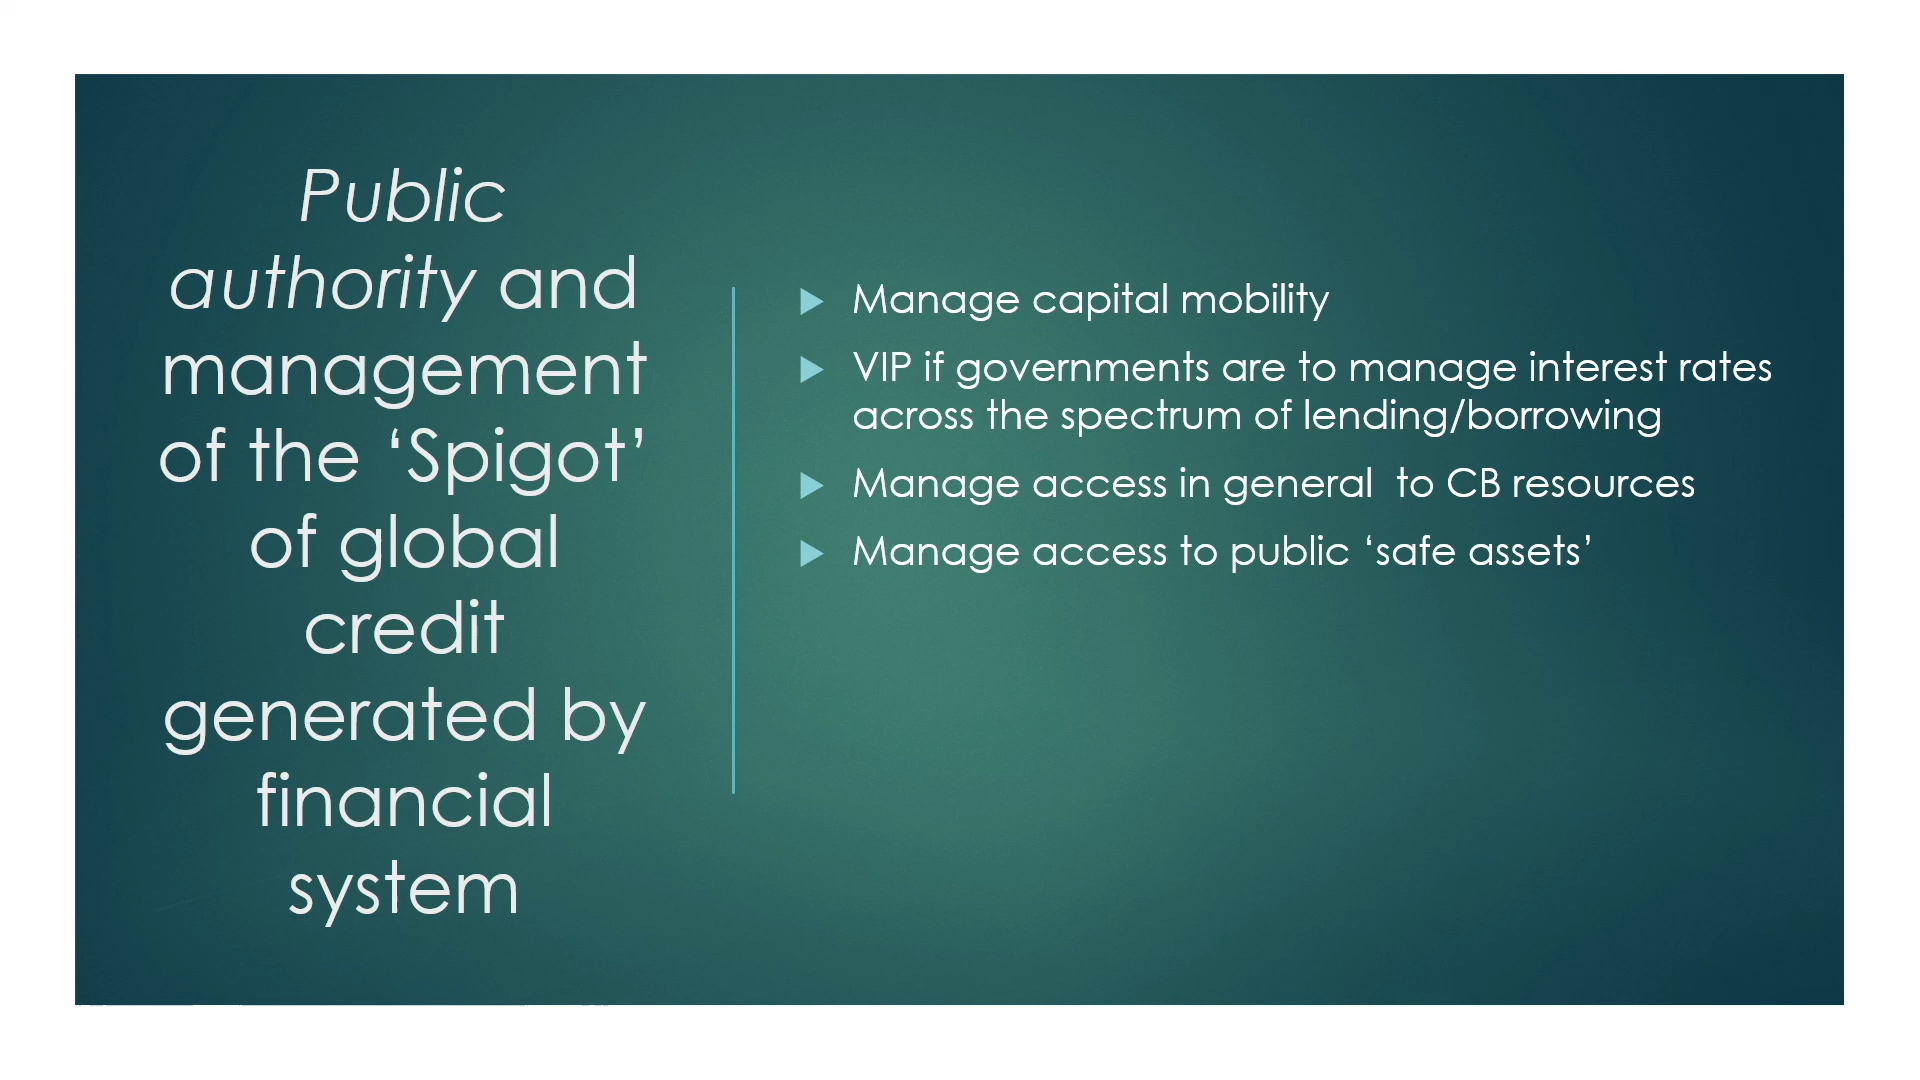 Public
authority and
management
of the ‘Spigot’
of global
credit
generated by
financial
system
Manage capital mobility
VIP if governments are to manage interest rates
across the spectrum of lending/borrowing
Manage access in general  to CB resources
Manage access to public ‘safe assets’